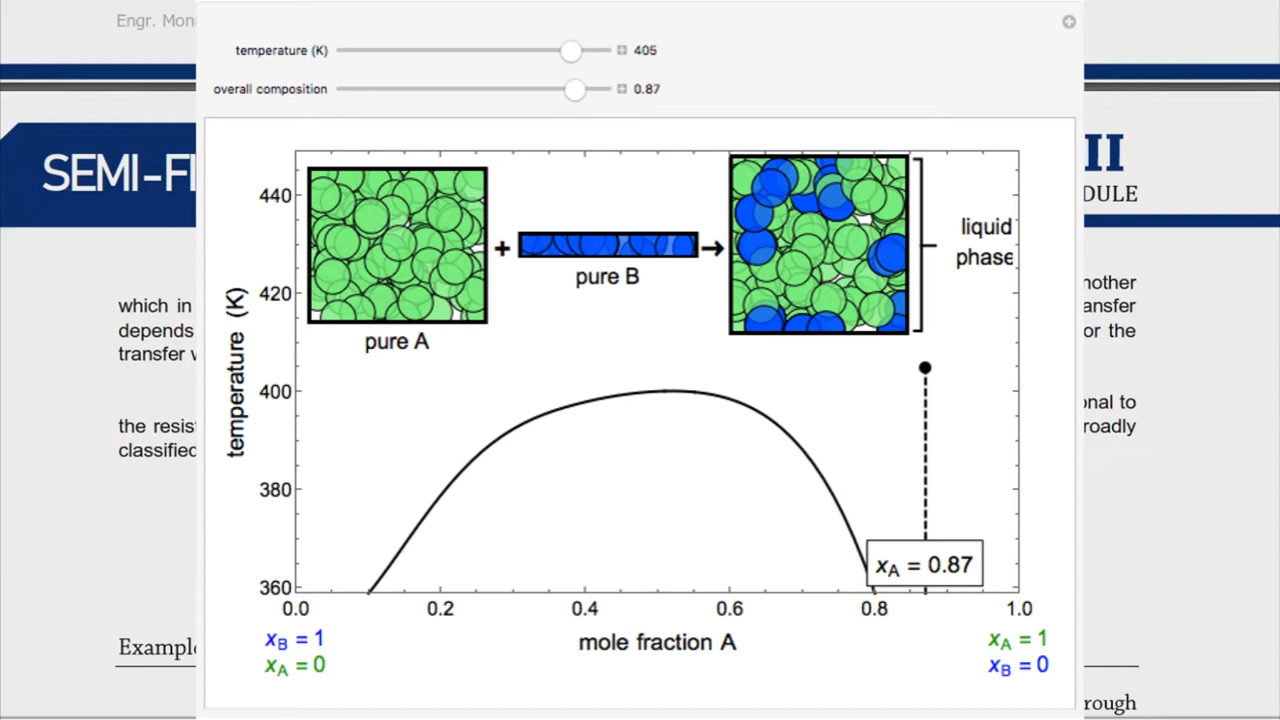 Engr. Moni
temperature (K) 405
overall composition 0.87
SEMI-FI
II
DULE
440
420
400
380
360
temperature (K)
pure A
+
pure B
→
liquid
phase
which in
depends
transfer w
the resis
classified
nother
ansfer
or the
onal to
roadly
xA = 0.87
0.0 0.2 0.4 0.6 0.8 1.0
mole fraction A
xB = 1
xA = 0
xA = 1
xB = 0
Example
rough